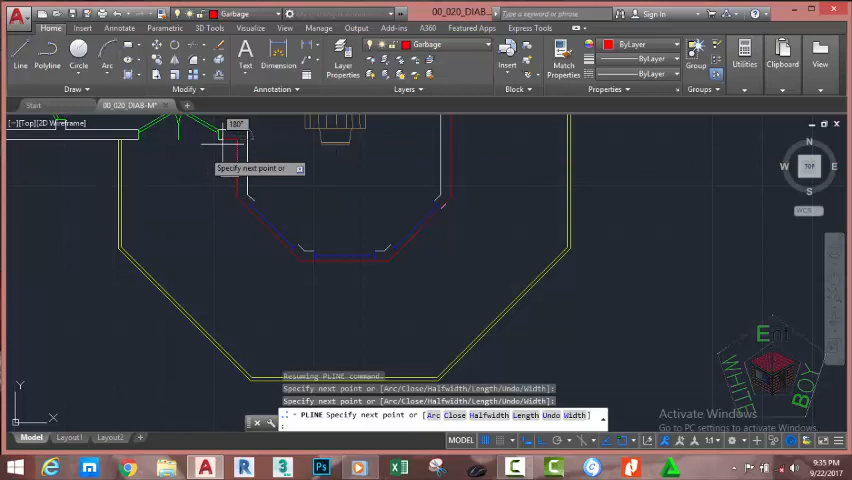 Garbage
00_020_DIAB-M...
Type a keyword or phrase
Sign In
Home Insert Annotate Parametric 3D Tools Visualize View Manage Output Add-ins A360 Vault Express Tools Featured Apps
Line Polyline Circle Arc
Text Dimension
Layer Properties
Garbage
Insert
Match Properties
ByLayer
ByLayer
ByLayer
Group
Utilities
Clipboard
View
Draw Modify Annotation Layers Block Properties Groups
Start 00_020_DIAB-M*
[−][Top][2D Wireframe]
180°
Specify next point or
N
W TOP E
S
WCS
Ent
WHITE
BOY
Resuming PLINE command.
Specify next point or [Arc/Close/Halfwidth/Length/Undo/Width]:
Specify next point or [Arc/Close/Halfwidth/Length/Undo/Width]:
PLINE Specify next point or [Arc Close Halfwidth Length Undo Width]
:
Activate Windows
Go to PC settings to activate Windows.
Y
X
Model Layout1 Layout2 +
MODEL
1:1
9:35 PM
9/22/2017